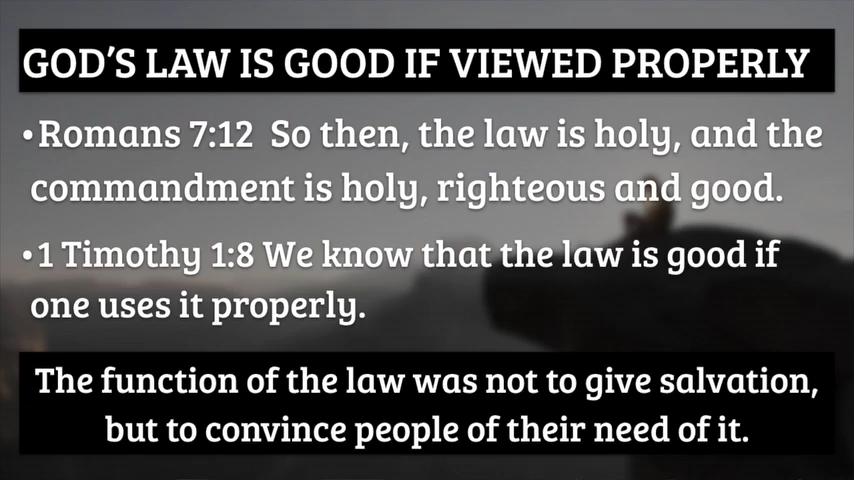 GOD’S LAW IS GOOD IF VIEWED PROPERLY
•Romans 7:12  So then, the law is holy, and the
commandment is holy, righteous and good.
•1 Timothy 1:8 We know that the law is good if
one uses it properly.
The function of the law was not to give salvation,
but to convince people of their need of it.